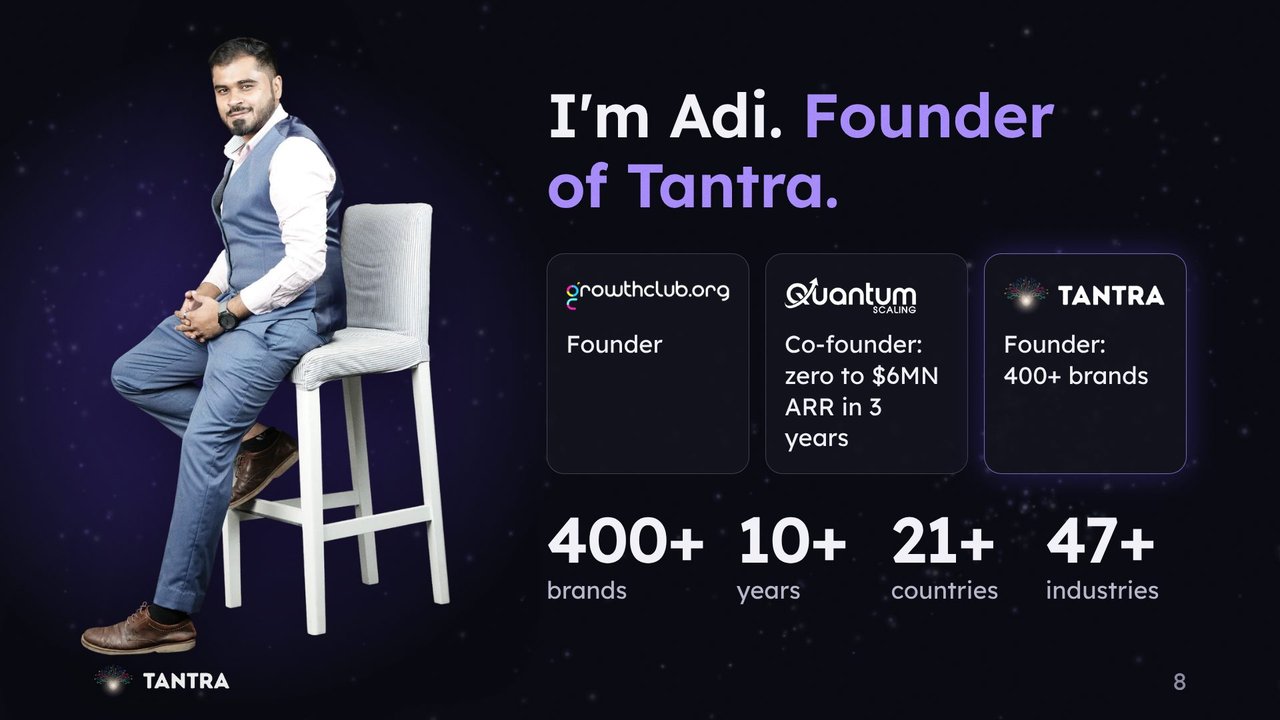 I'm Adi. Founder
of Tantra.
growthclub.org
Founder
Quantum
SCALING
Co-founder:
zero to $6MN
ARR in 3
years
TANTRA
Founder:
400+ brands
400+
brands
10+
years
21+
countries
47+
industries
TANTRA
8